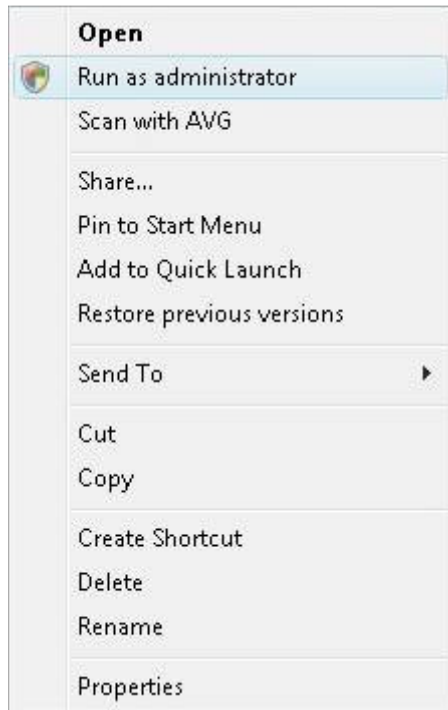 Open
Run as administrator
Scan with AVG
Share...
Pin to Start Menu
Add to Quick Launch
Restore previous versions
Send To
Cut
Copy
Create Shortcut
Delete
Rename
Properties